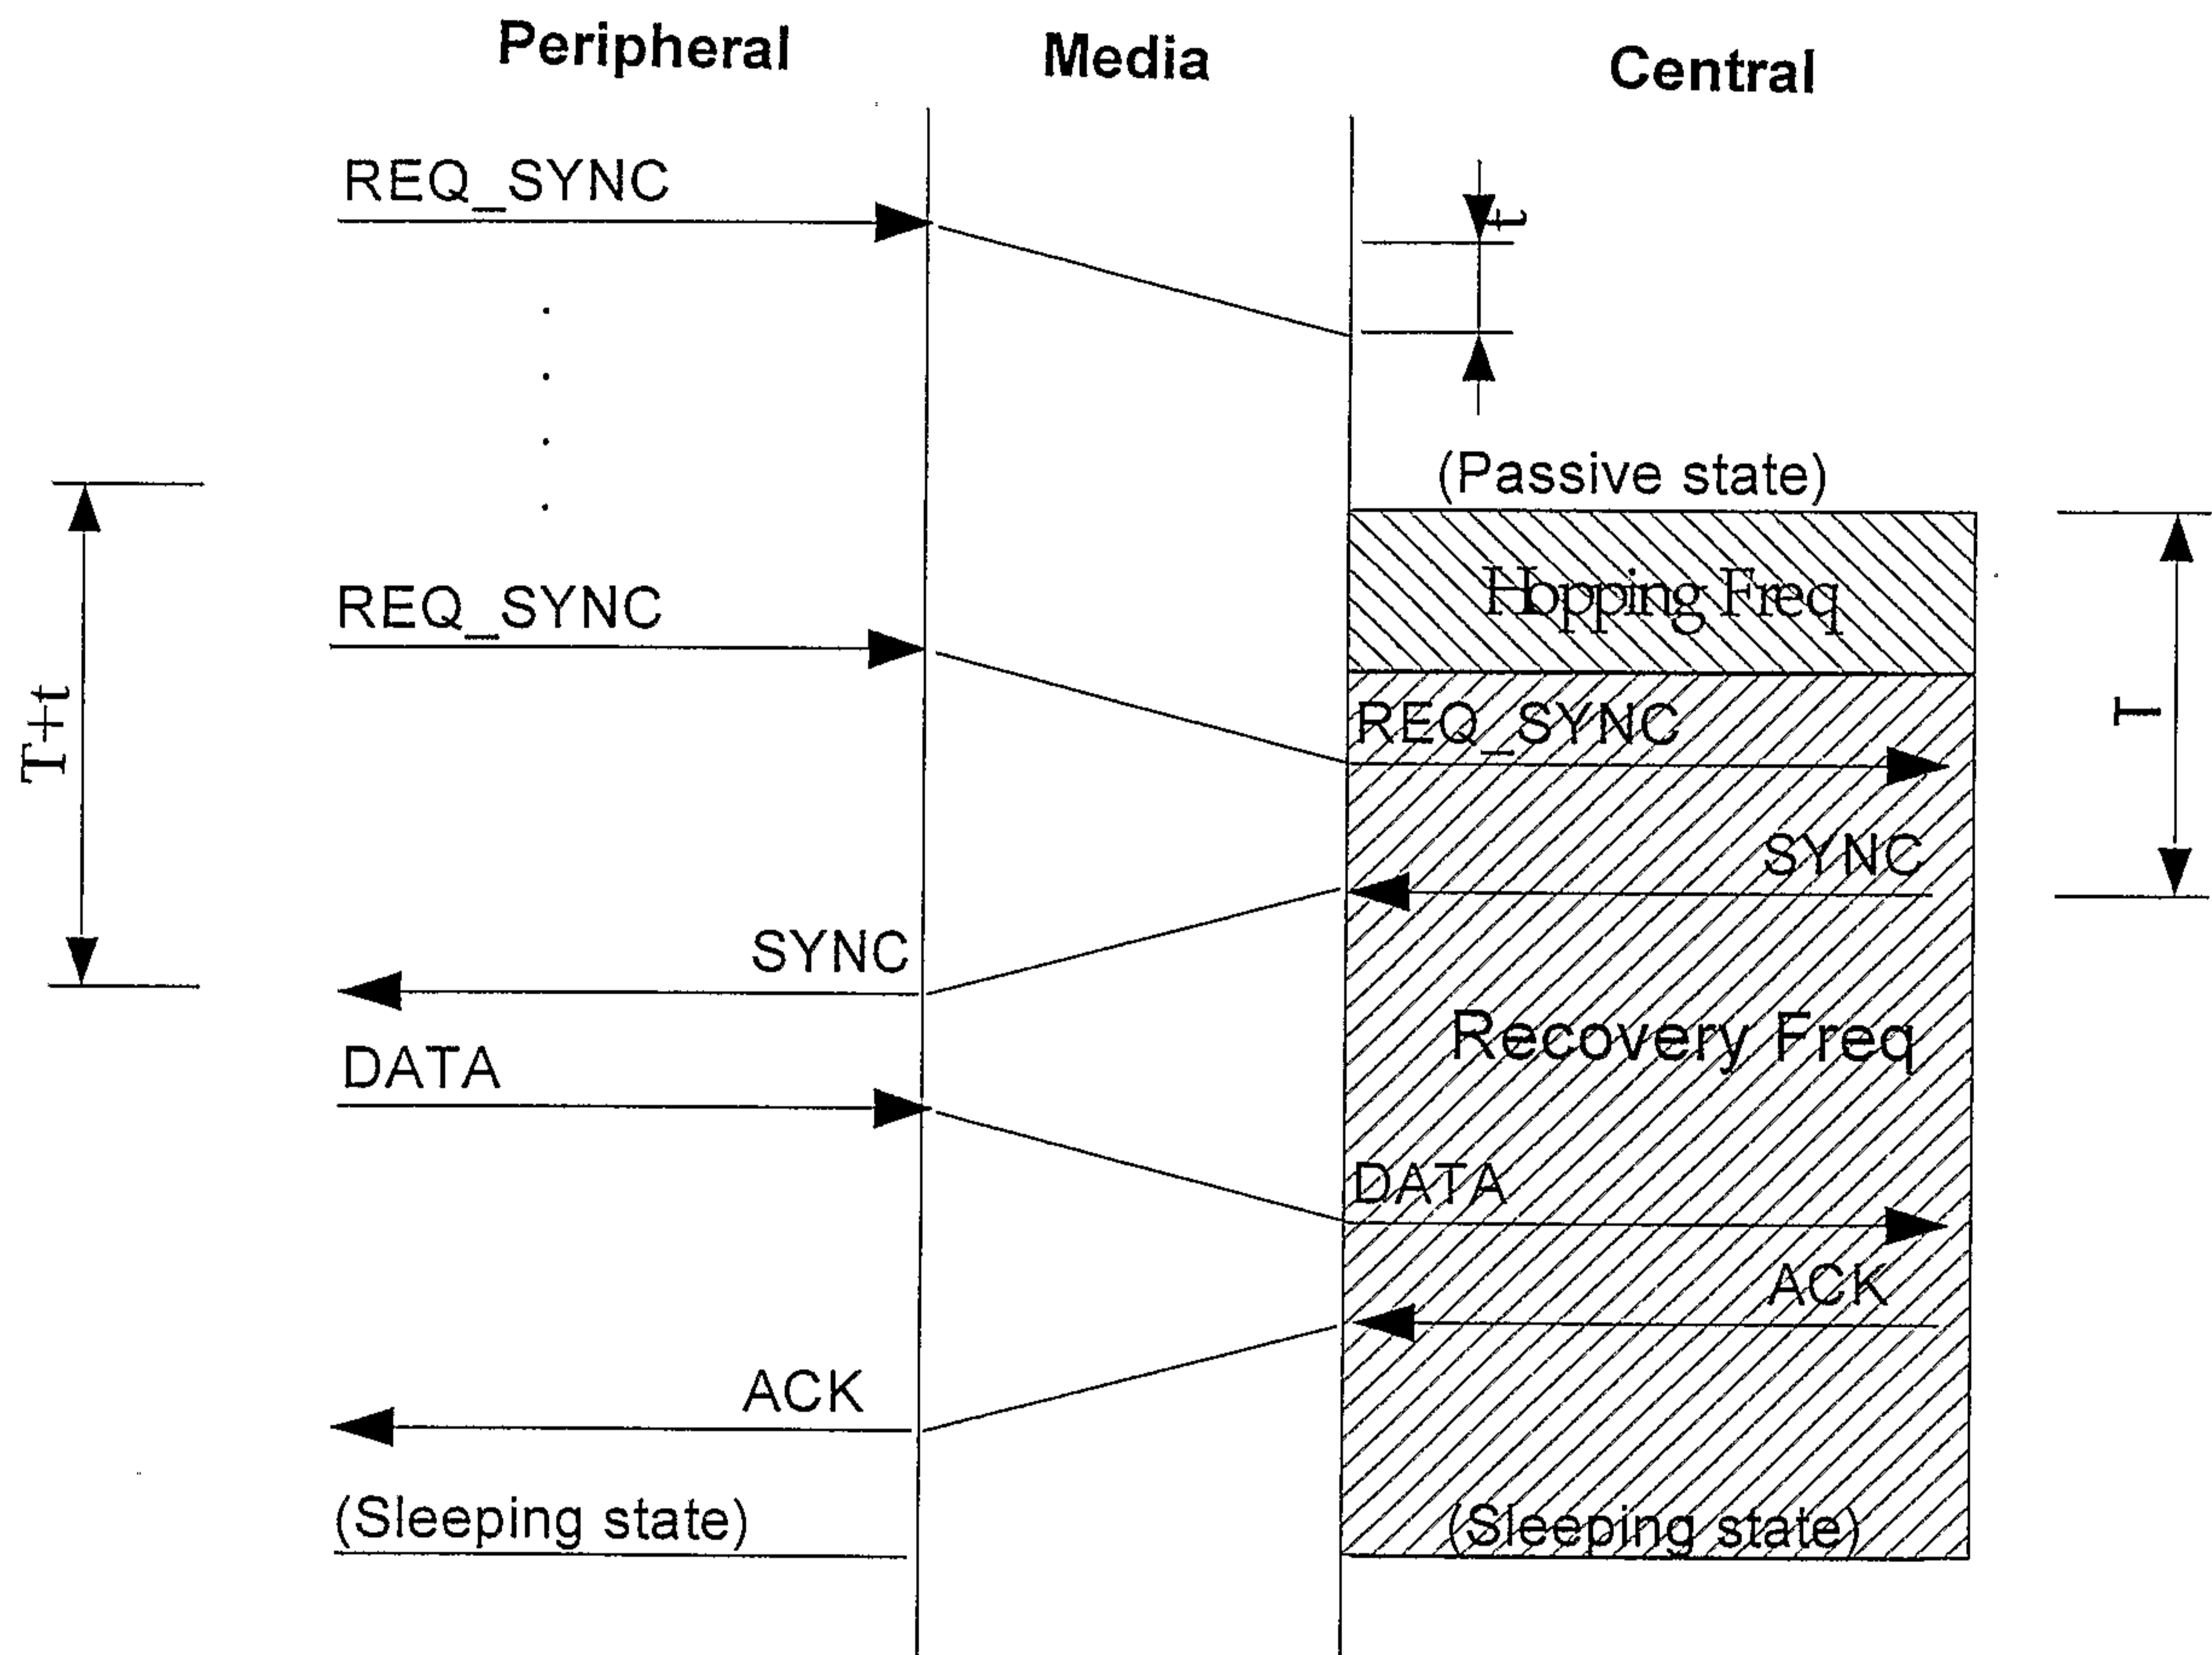 Peripheral
Media
Central
REQ_SYNC
t
(Passive state)
Hopping Freq
REQ_SYNC
T+t
REQ_SYNC
T
SYNC
SYNC
Recovery Freq
DATA
DATA
ACK
ACK
(Sleeping state)
(Sleeping state)